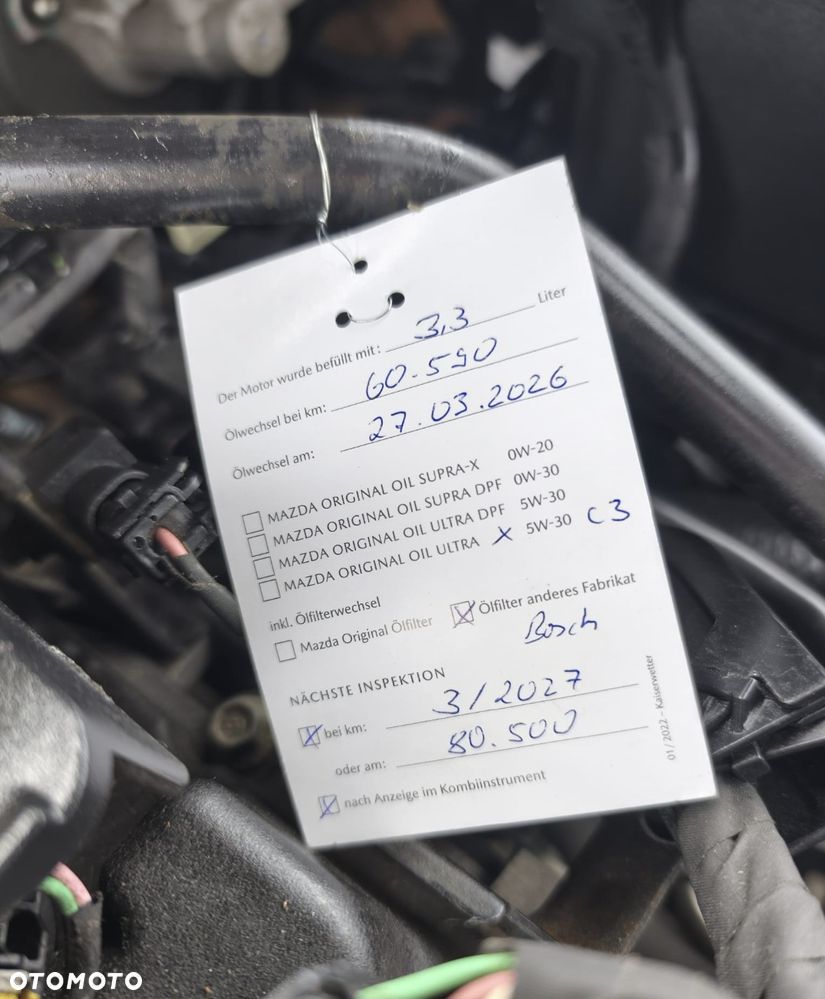 Der Motor wurde befüllt mit: 3,3 Liter
Ölwechsel bei km: 60.590
Ölwechsel am: 27.03.2026
MAZDA ORIGINAL OIL SUPRA-X 0W-20
MAZDA ORIGINAL OIL SUPRA DPF 0W-30
MAZDA ORIGINAL OIL ULTRA DPF 5W-30
MAZDA ORIGINAL OIL ULTRA X 5W-30 C3
inkl. Ölfilterwechsel
Mazda Original Ölfilter X Ölfilter anderes Fabrikat
Bosch
NÄCHSTE INSPEKTION
X bei km: 3/2027
oder am: 80.500
X nach Anzeige im Kombiinstrument
01/2022 – Kaiserwetter
OTOMOTO